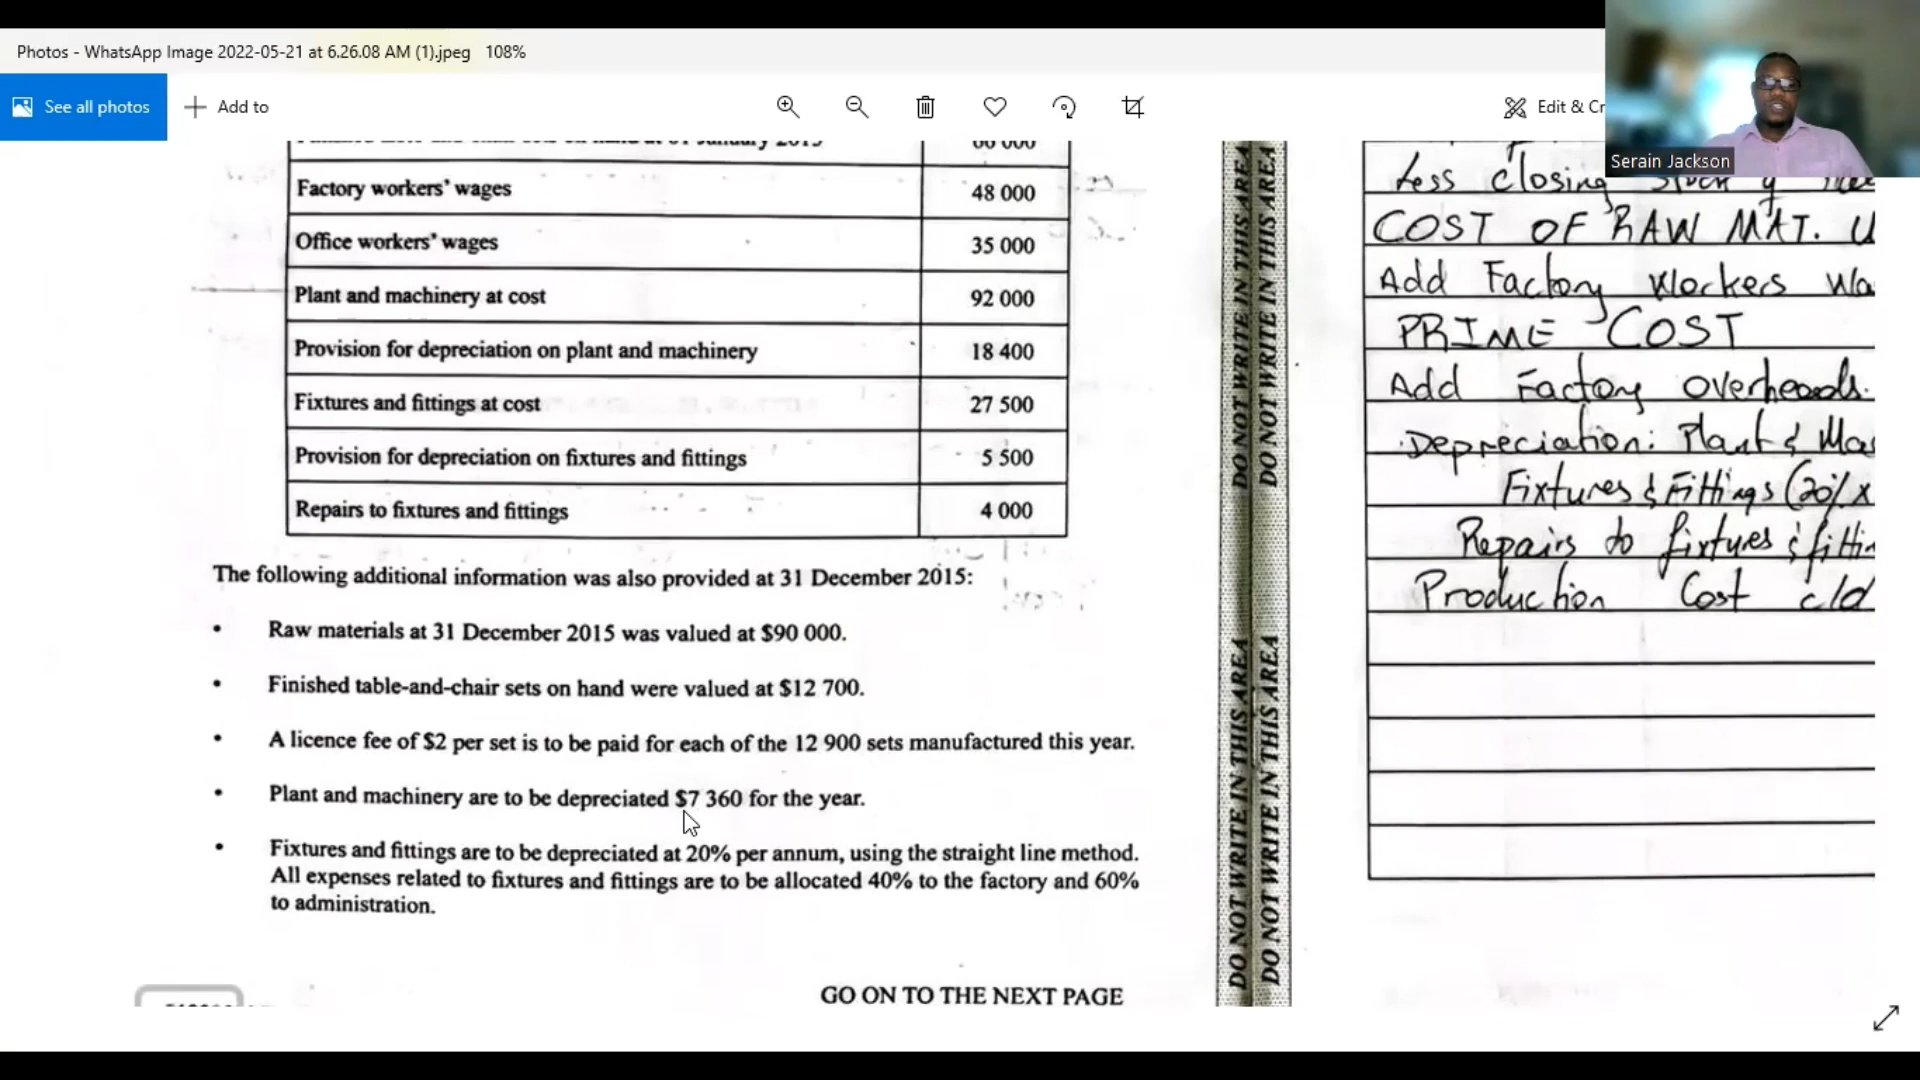 Photos - WhatsApp Image 2022-05-21 at 6.26.08 AM (1).jpeg 108%
See all photos
Add to
Edit & Cr
Serain Jackson
January 2015
Factory workers' wages 48 000
Office workers' wages 35 000
Plant and machinery at cost 92 000
Provision for depreciation on plant and machinery 18 400
Fixtures and fittings at cost 27 500
Provision for depreciation on fixtures and fittings 5 500
Repairs to fixtures and fittings 4 000
The following additional information was also provided at 31 December 2015:
• Raw materials at 31 December 2015 was valued at $90 000.
• Finished table-and-chair sets on hand were valued at $12 700.
• A licence fee of $2 per set is to be paid for each of the 12 900 sets manufactured this year.
• Plant and machinery are to be depreciated $7 360 for the year.
• Fixtures and fittings are to be depreciated at 20% per annum, using the straight line method.
All expenses related to fixtures and fittings are to be allocated 40% to the factory and 60%
to administration.
GO ON TO THE NEXT PAGE
DO NOT WRITE IN THIS AREA
DO NOT WRITE IN THIS AREA
DO NOT WRITE IN THIS AREA
DO NOT WRITE IN THIS AREA
Less closing stock of
COST OF RAW MAT. U
Add Factory Workers Wa
PRIME COST
Add Factory overheads.
Depreciation: Plant & Mac
Fixtures & Fittings (20% x
Repairs to fixtures & fittin
Production Cost c/d